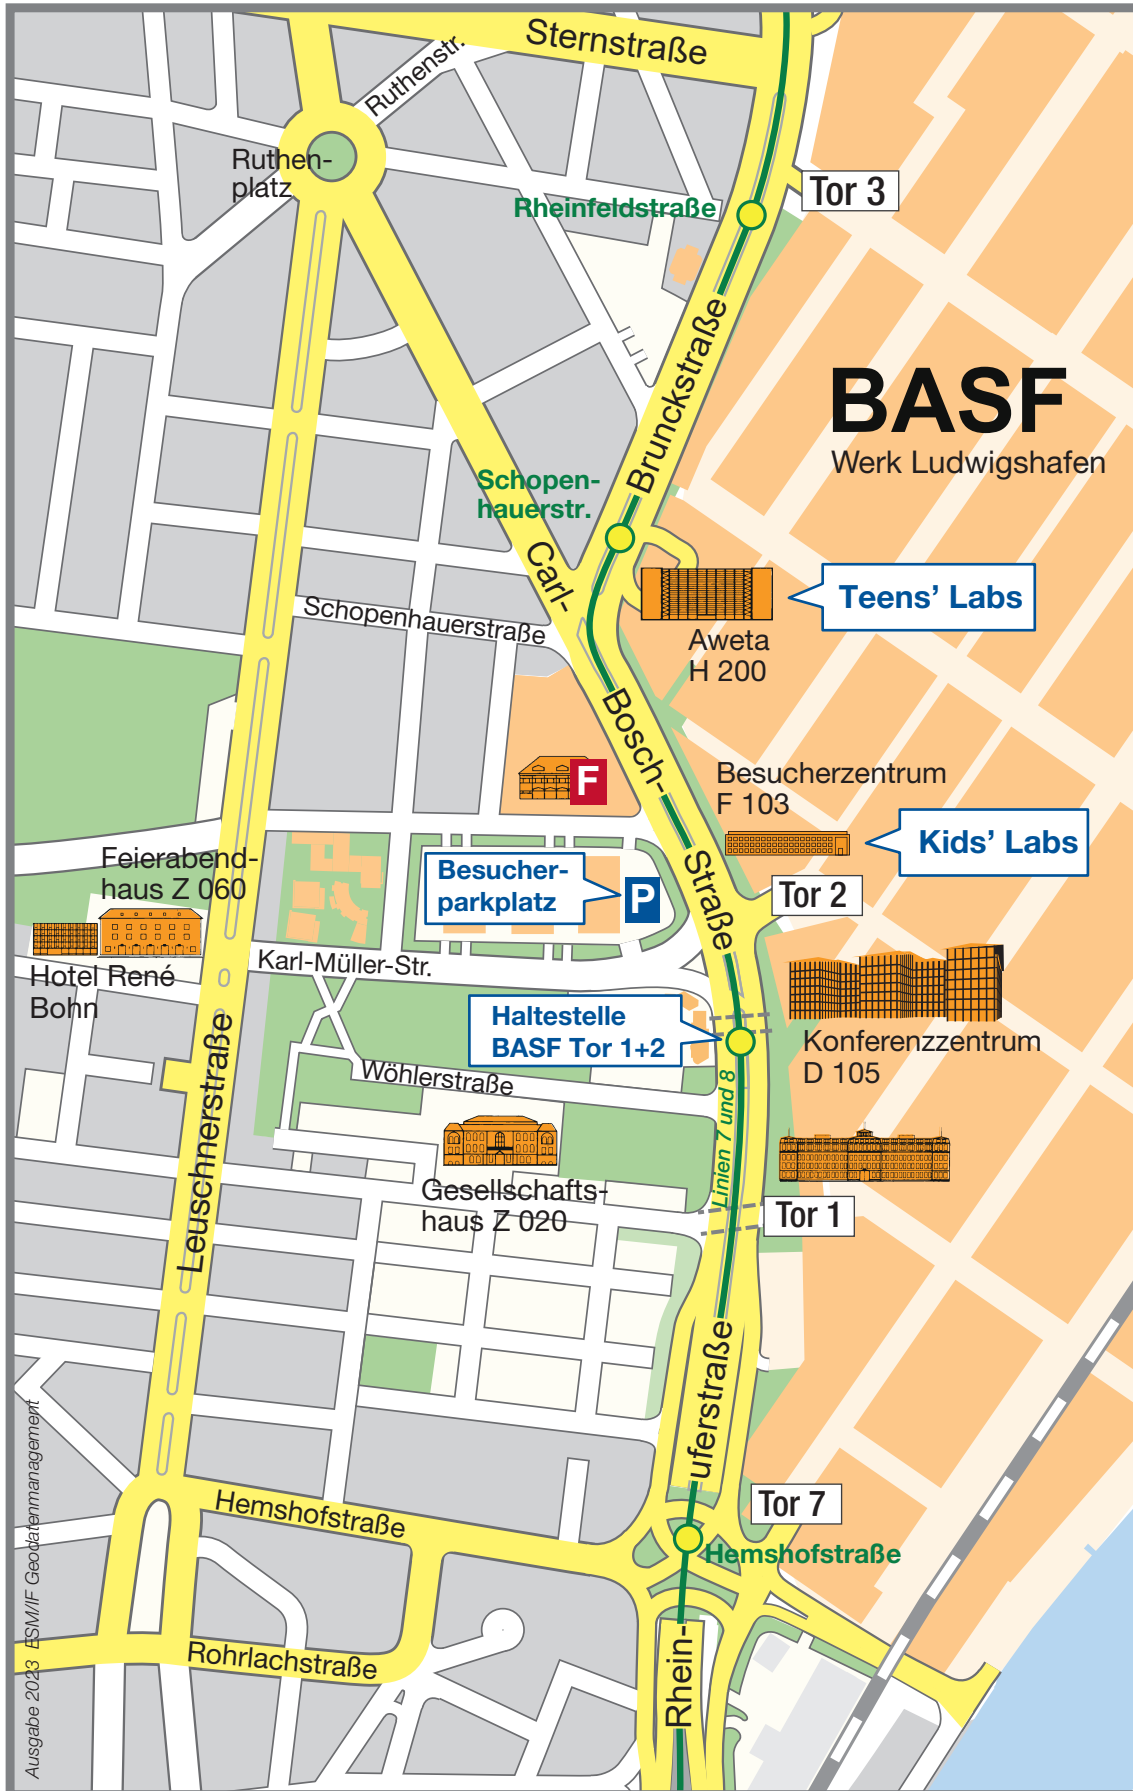 Sternstraße
Ruthenstr.
Ruthen-
platz
Tor 3
Rheinfeldstraße
Brunckstraße
BASF
Werk Ludwigshafen
Schopen-
hauerstr.
Carl-
Teens' Labs
Schopenhauerstraße
Aweta
H 200
Bosch-
F
Besucherzentrum
F 103
Kids' Labs
Straße
Feierabend-
haus Z 060
Besucher-
parkplatz
P
Tor 2
Hotel René
Bohn
Karl-Müller-Str.
Haltestelle
BASF Tor 1+2
Konferenzzentrum
D 105
Leuschnerstraße
Wöhlerstraße
Linien 7 und 8
Gesellschafts-
haus Z 020
Tor 1
uferstraße
Hemshofstraße
Tor 7
Hemshofstraße
Rohrlachstraße
Rhein-
Ausgabe 2023 ESM/IF Geodatenmanagement